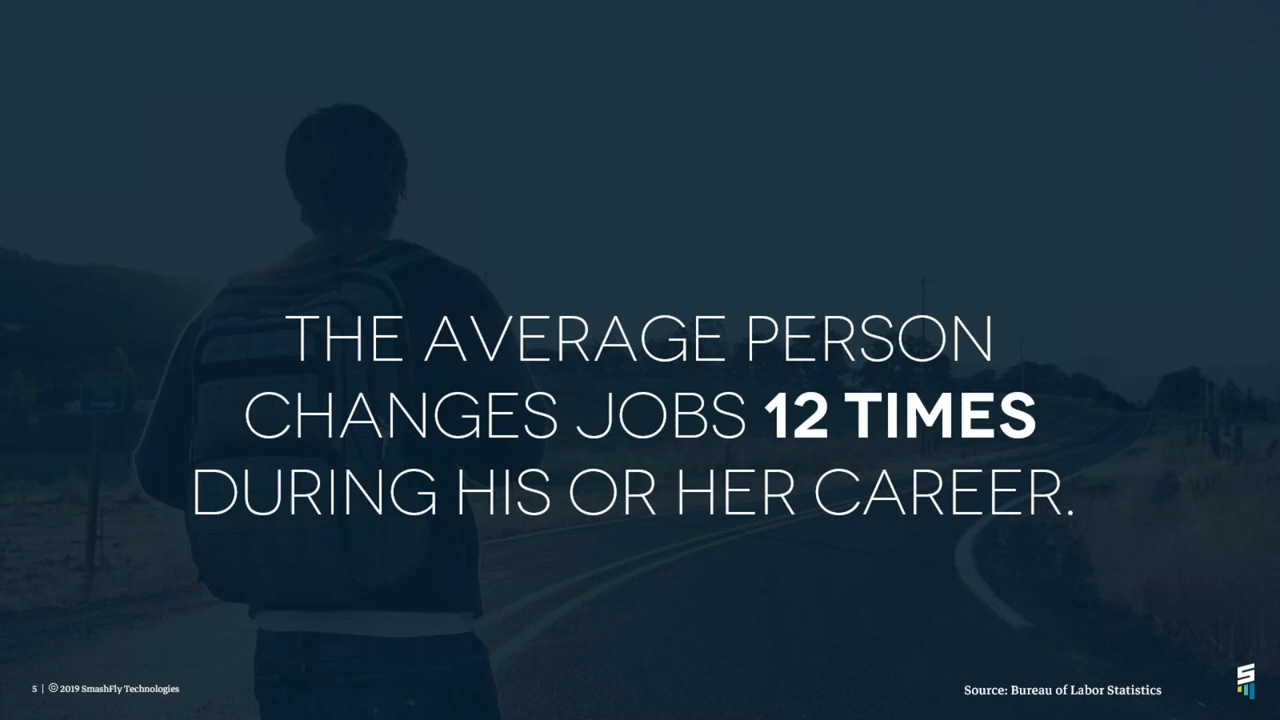 THE AVERAGE PERSON
CHANGES JOBS 12 TIMES
DURING HIS OR HER CAREER.
5 | © 2019 SmashFly Technologies
Source: Bureau of Labor Statistics